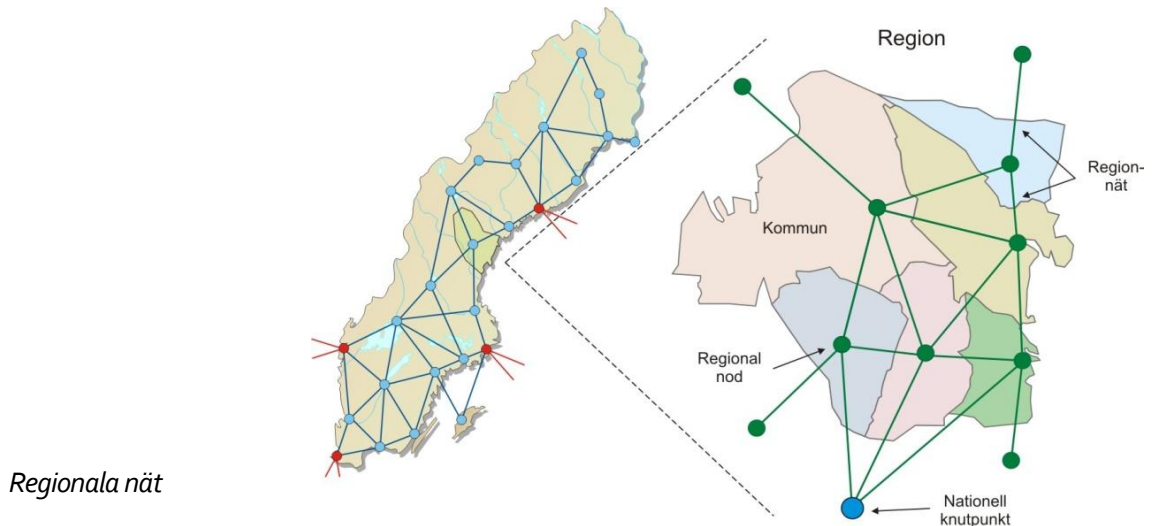 Region
Region-
nät
Kommun
Regional
nod
Regionala nät
Nationell
knutpunkt